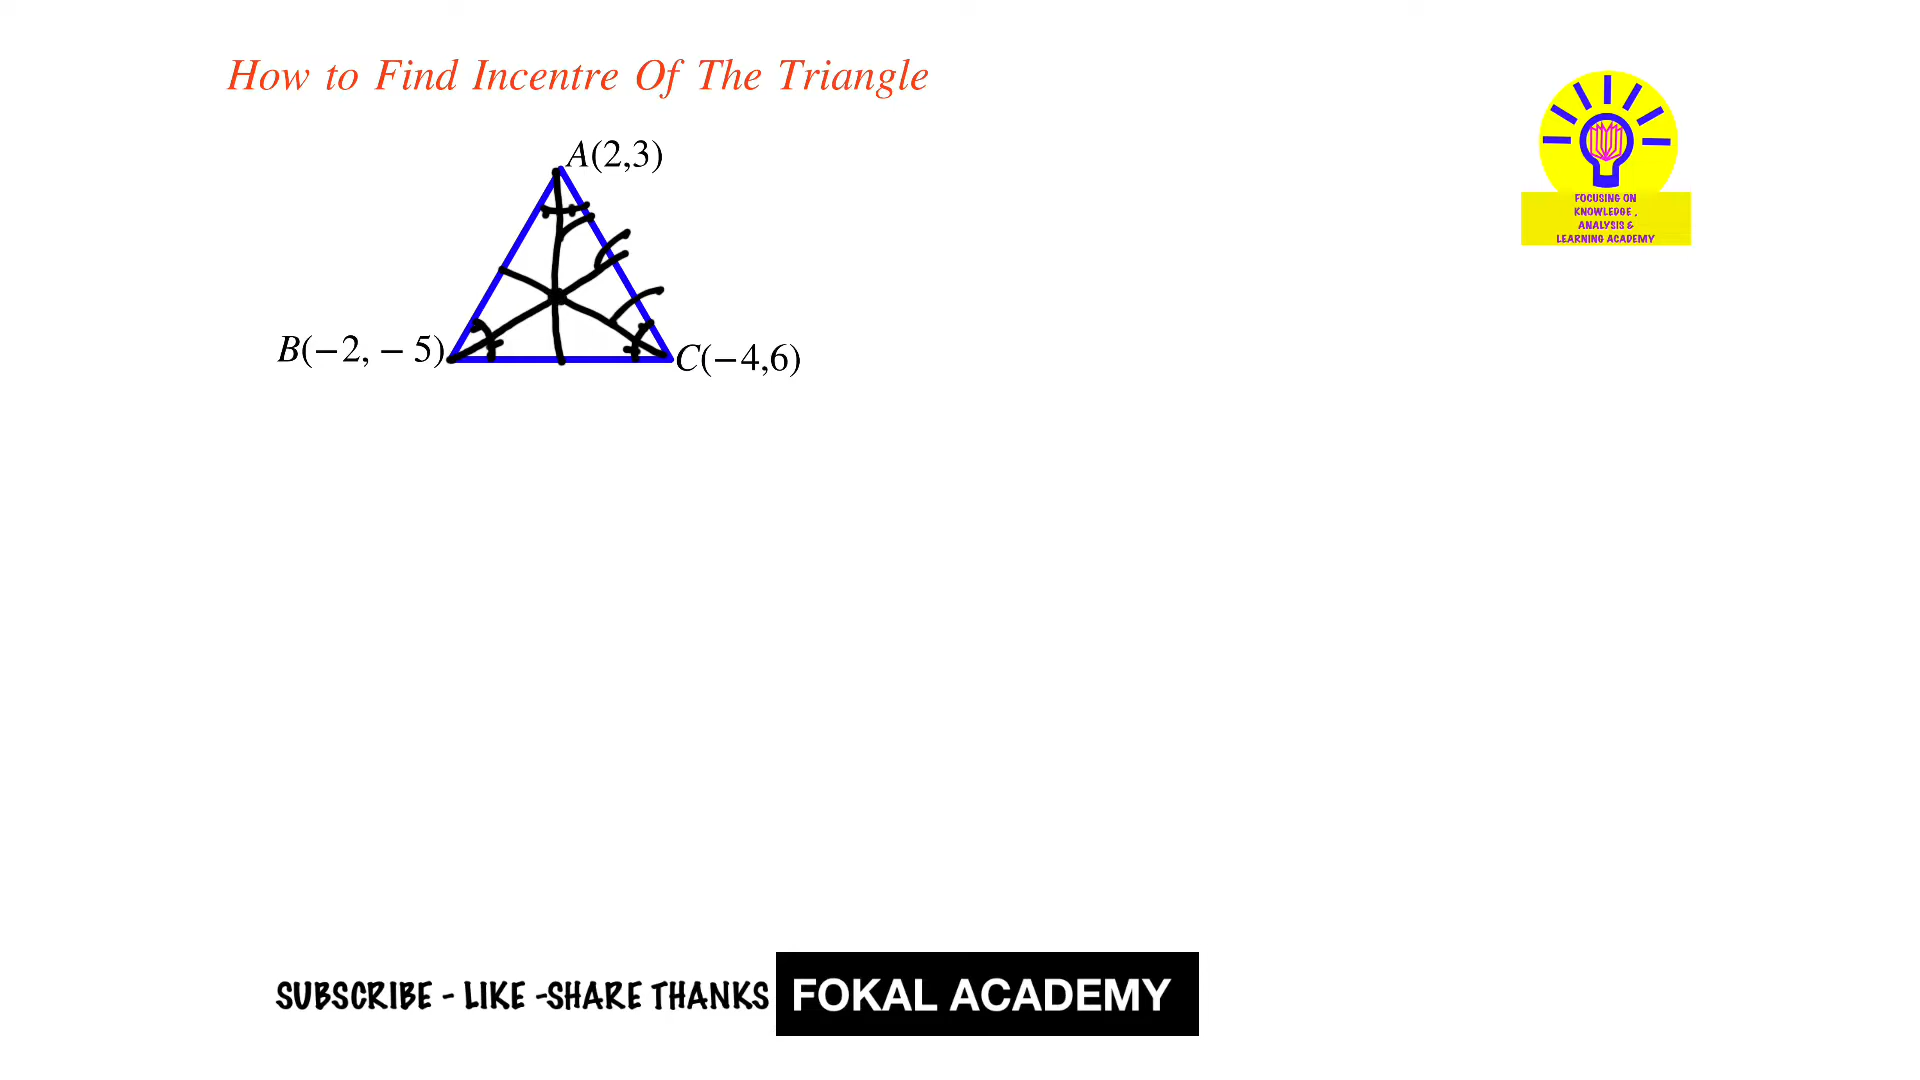 How to Find Incentre Of The Triangle
A(2,3)
B(−2, − 5)
C(−4,6)
FOCUSING ON
KNOWLEDGE ,
ANALYSIS &
LEARNING ACADEMY
SUBSCRIBE - LIKE -SHARE THANKS FOKAL ACADEMY